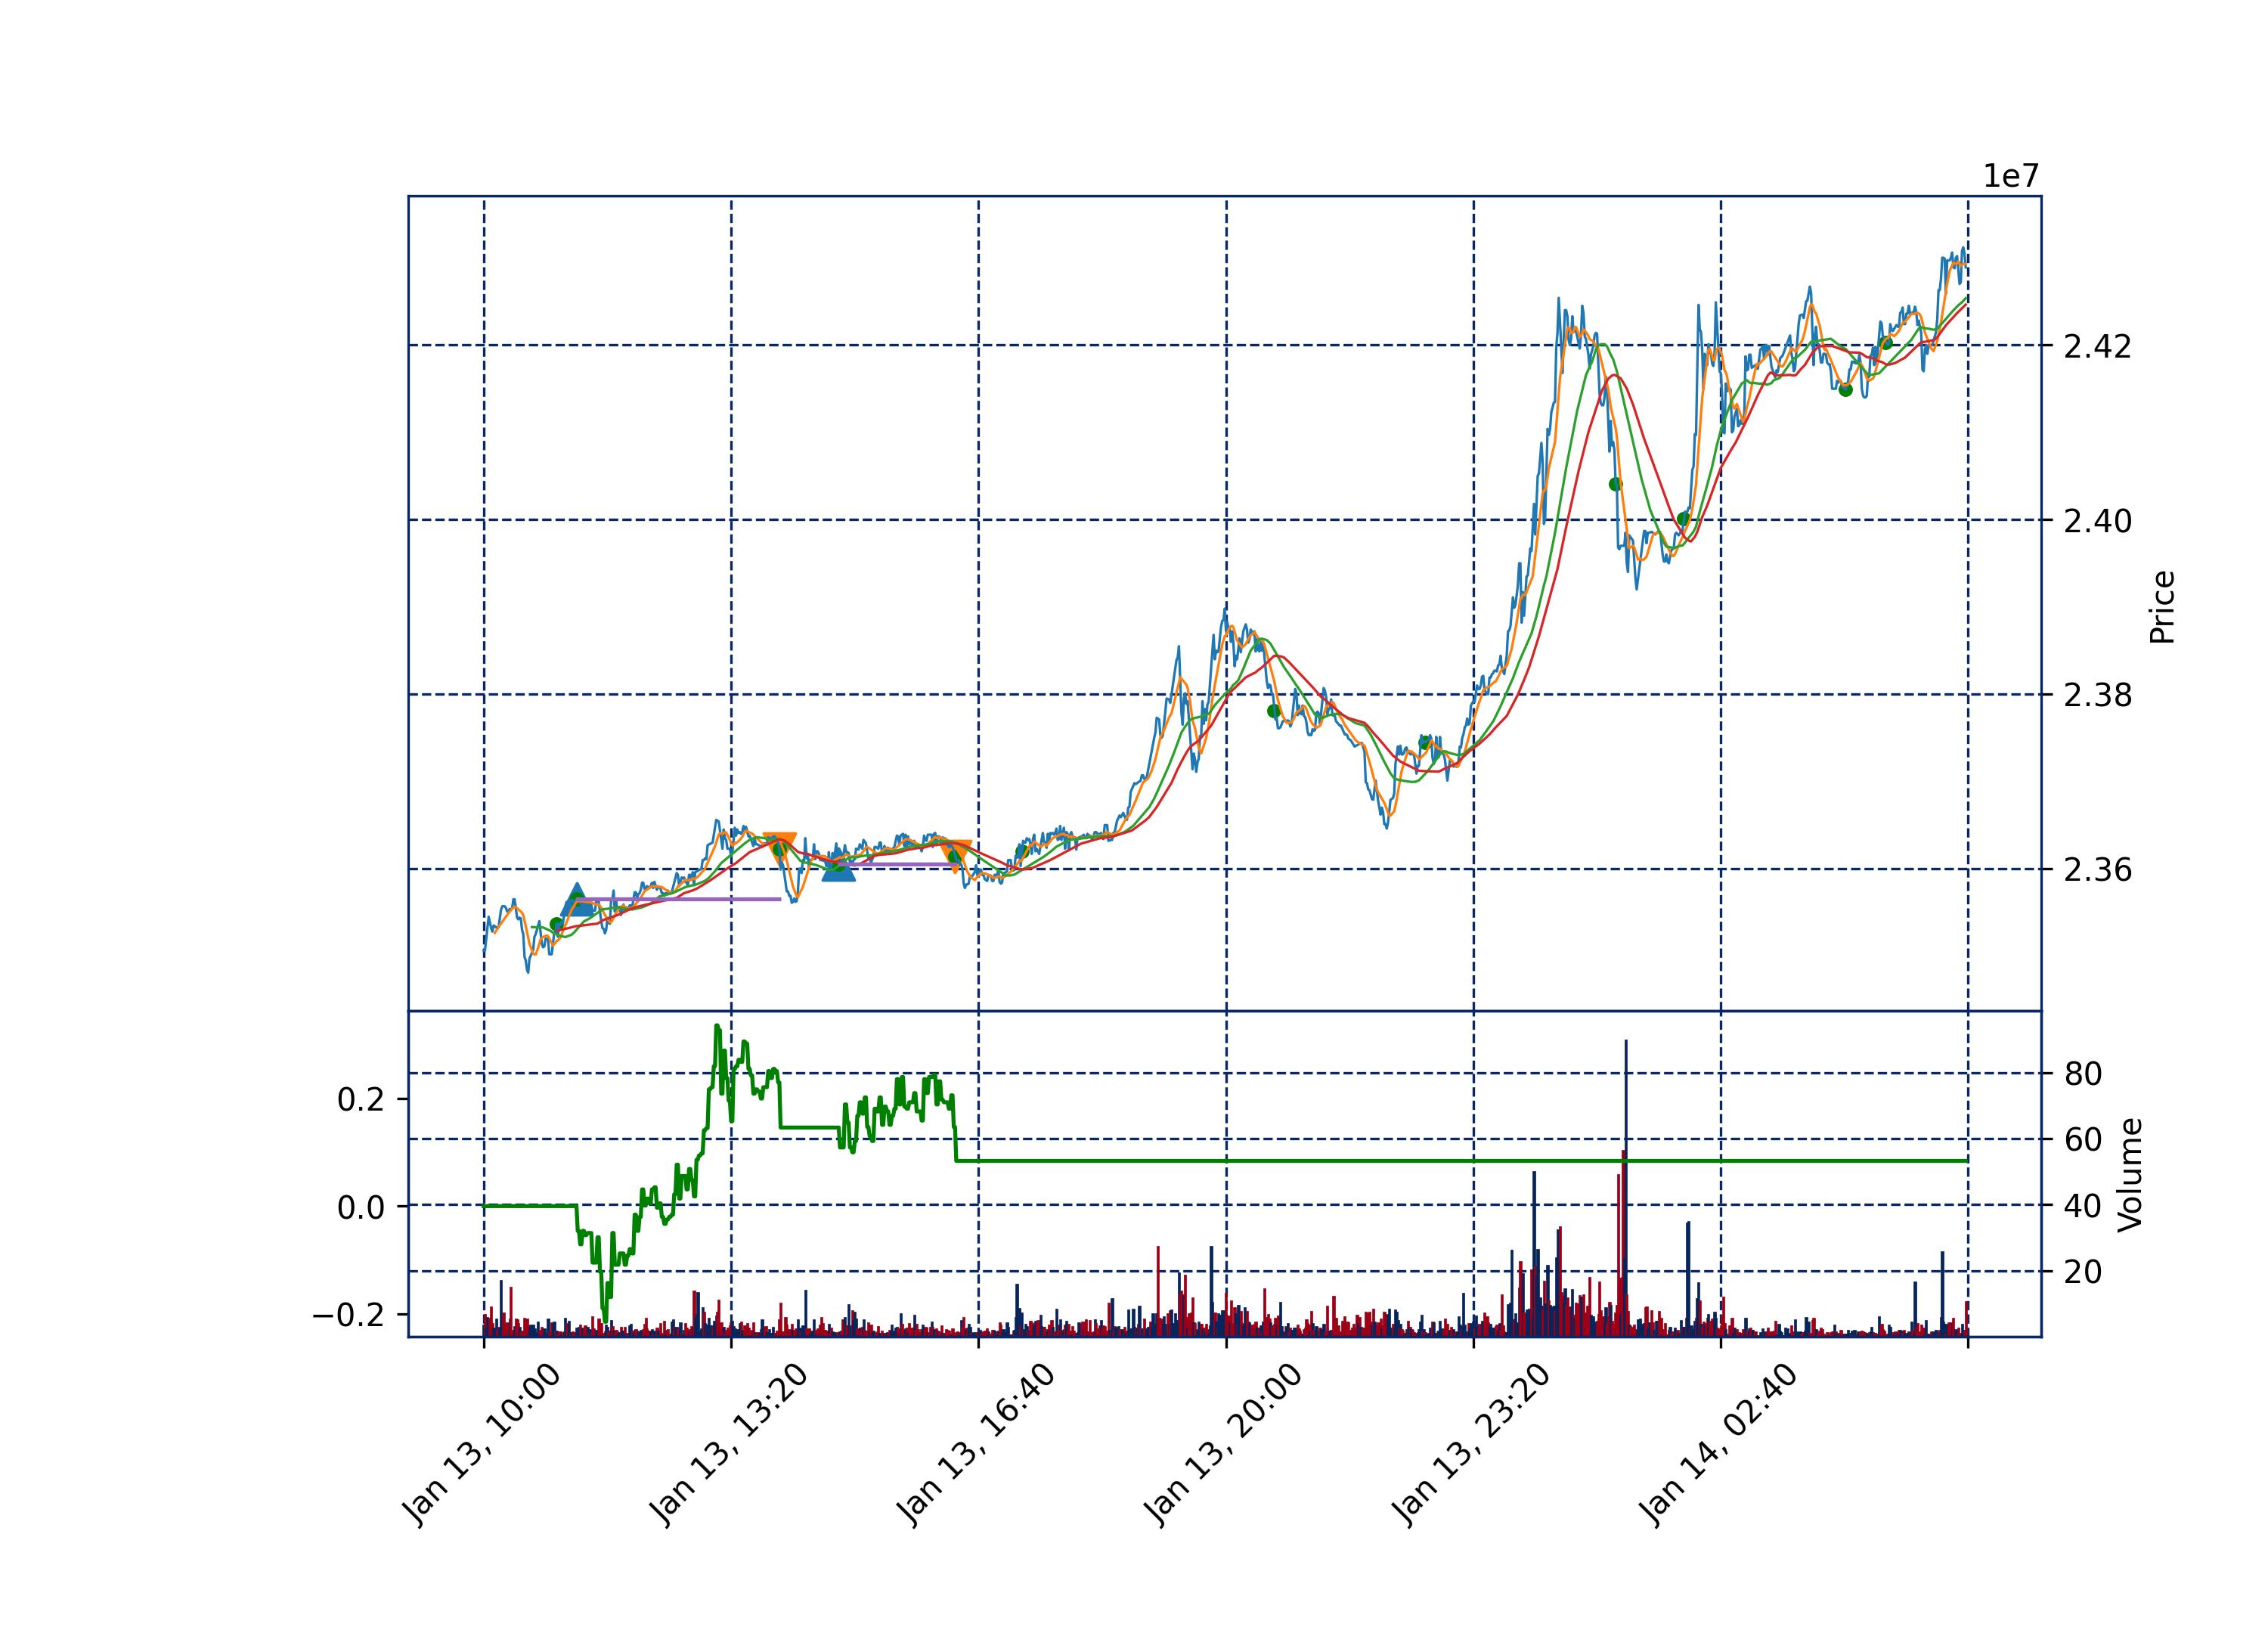 1e7
2.42
2.40
2.38
2.36
Price
0.2
0.0
−0.2
80
60
40
20
Volume
Jan 13, 10:00
Jan 13, 13:20
Jan 13, 16:40
Jan 13, 20:00
Jan 13, 23:20
Jan 14, 02:40